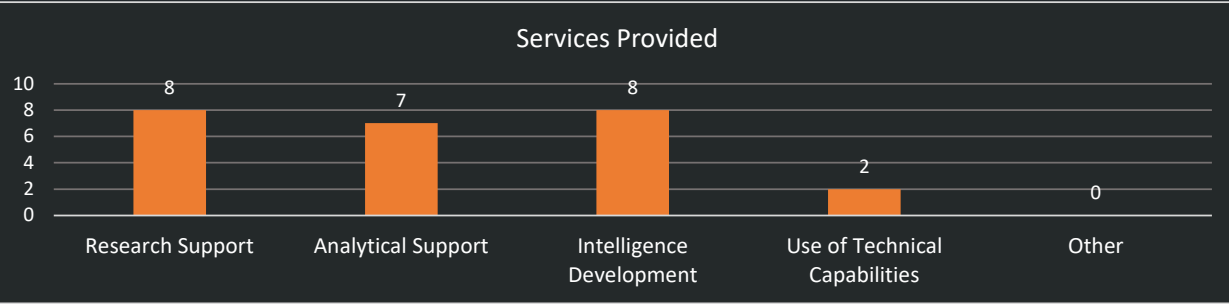 Services Provided
10
8
6
4
2
0
8
7
8
2
0
Research Support
Analytical Support
Intelligence
Development
Use of Technical
Capabilities
Other